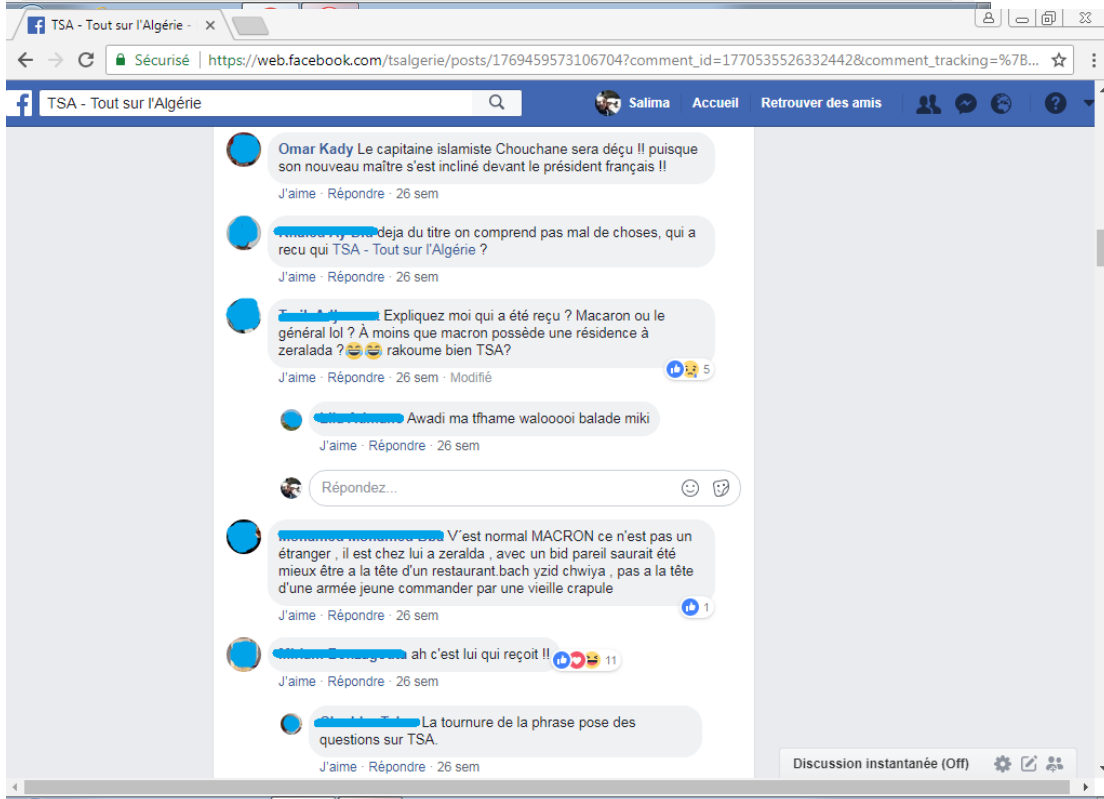 TSA - Tout sur l'Algérie -
Sécurisé
https://web.facebook.com/tsalgerie/posts/1769459573106704?comment_id=1770535526332442&comment_tracking=%7B...
TSA - Tout sur l'Algérie
Salima Accueil Retrouver des amis
Omar Kady Le capitaine islamiste Chouchane sera déçu !! puisque
son nouveau maître s'est incliné devant le président français !!
J'aime · Répondre · 26 sem
deja du titre on comprend pas mal de choses, qui a
recu qui TSA - Tout sur l'Algérie ?
J'aime · Répondre · 26 sem
Expliquez moi qui a été reçu ? Macaron ou le
général lol ? À moins que macron possède une résidence à
zeralada ?😂😂 rakoume bien TSA?
5
J'aime · Répondre · 26 sem · Modifié
Awadi ma tfhame walooooi balade miki
J'aime · Répondre · 26 sem
Répondez...
V´est normal MACRON ce n'est pas un
étranger , il est chez lui a zeralda , avec un bid pareil saurait été
mieux être a la tête d'un restaurant.bach yzid chwiya , pas a la tête
d'une armée jeune commander par une vieille crapule
1
J'aime · Répondre · 26 sem
ah c'est lui qui reçoit !!
11
J'aime · Répondre · 26 sem
La tournure de la phrase pose des
questions sur TSA.
J'aime · Répondre · 26 sem
Discussion instantanée (Off)